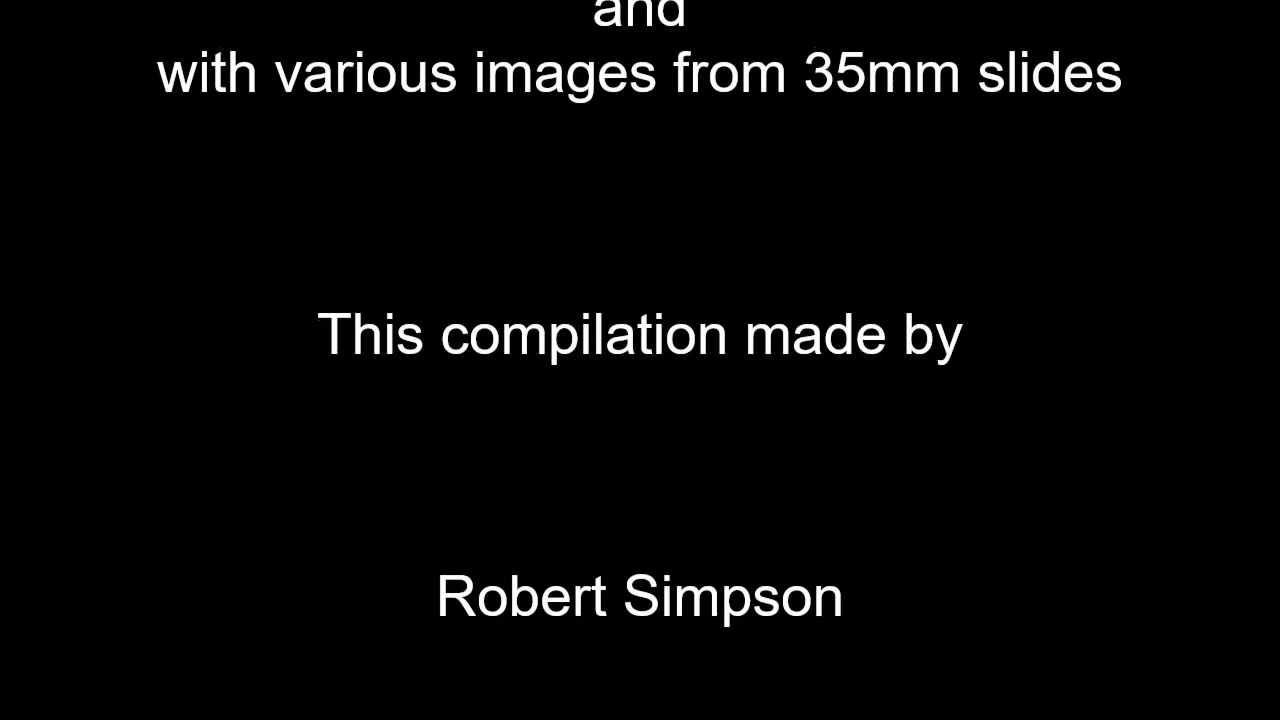 and
with various images from 35mm slides
This compilation made by
Robert Simpson